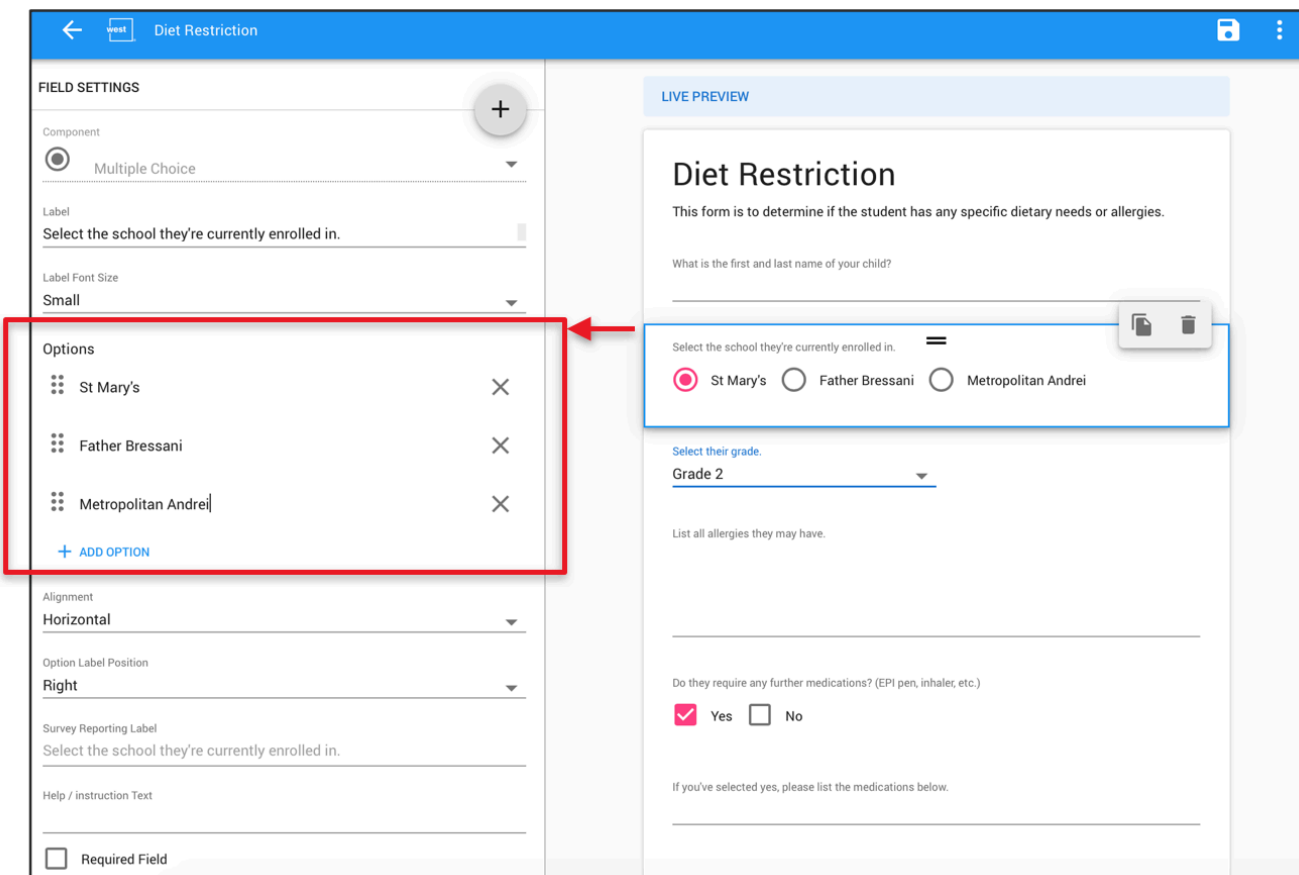 west
Diet Restriction
FIELD SETTINGS
Component
Multiple Choice
Label
Select the school they're currently enrolled in.
Label Font Size
Small
Options
St Mary's
Father Bressani
Metropolitan Andrei
ADD OPTION
Alignment
Horizontal
Option Label Position
Right
Survey Reporting Label
Select the school they're currently enrolled in.
Help / instruction Text
Required Field
LIVE PREVIEW
Diet Restriction
This form is to determine if the student has any specific dietary needs or allergies.
What is the first and last name of your child?
Select the school they're currently enrolled in.
St Mary's Father Bressani Metropolitan Andrei
Select their grade.
Grade 2
List all allergies they may have.
Do they require any further medications? (EPI pen, inhaler, etc.)
Yes No
If you've selected yes, please list the medications below.